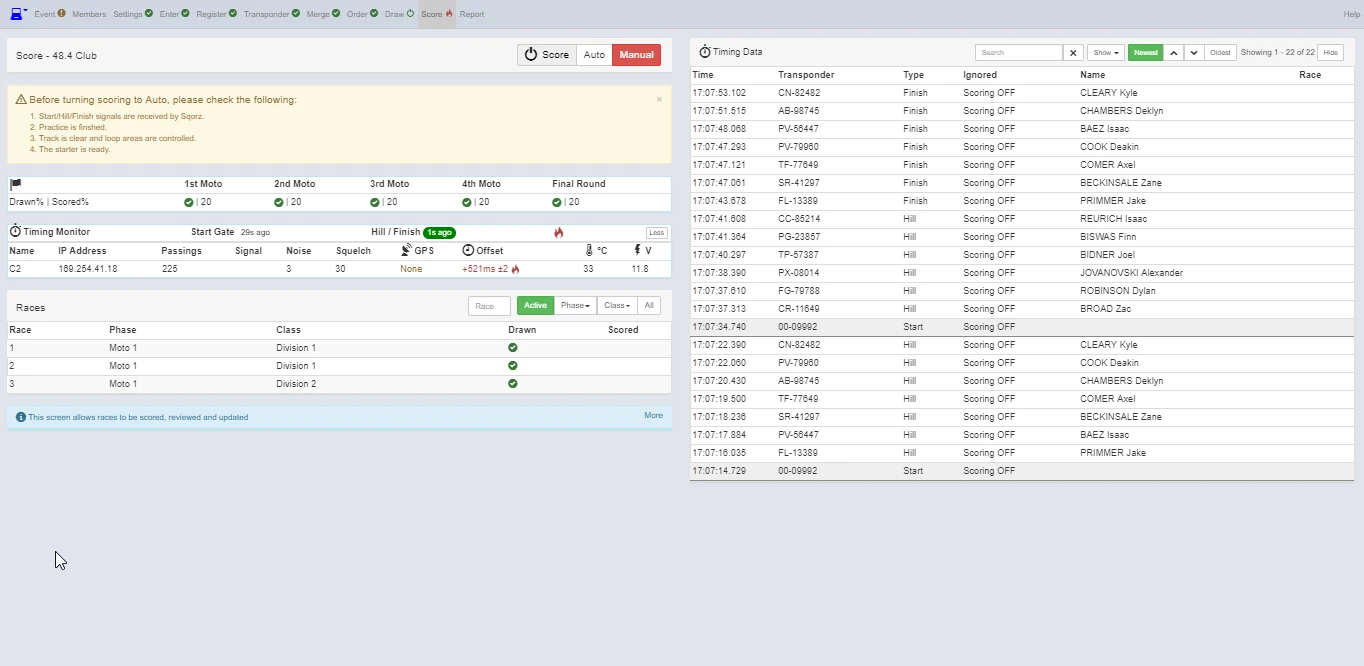 Event Members Settings Enter Register Transponder Merge Order Draw Score Report Help
Score - 48.4 Club
Score Auto Manual
Before turning scoring to Auto, please check the following:
×
1. Start/Hill/Finish signals are received by Sqorz.
2. Practice is finshed.
3. Track is clear and loop areas are controlled.
4. The starter is ready.
1st Moto 2nd Moto 3rd Moto 4th Moto Final Round
Drawn% | Scored% | 20 | 20 | 20 | 20 | 20
Timing Monitor Start Gate 29s ago Hill / Finish 1s ago Less
Name IP Address Passings Signal Noise Squelch GPS Offset °C V
C2 169.254.41.18 225 3 30 None +521ms ±2 33 11.8
Races Race Active Phase Class All
Race Phase Class Drawn Scored
1 Moto 1 Division 1
2 Moto 1 Division 1
3 Moto 1 Division 2
This screen allows races to be scored, reviewed and updated More
Timing Data Search Show Newest Oldest Showing 1 - 22 of 22 Hide
Time Transponder Type Ignored Name Race
17:07:53.102 CN-82482 Finish Scoring OFF CLEARY Kyle
17:07:51.515 AB-98745 Finish Scoring OFF CHAMBERS Deklyn
17:07:48.068 PV-56447 Finish Scoring OFF BAEZ Isaac
17:07:47.293 PV-79960 Finish Scoring OFF COOK Deakin
17:07:47.121 TF-77649 Finish Scoring OFF COMER Axel
17:07:47.061 SR-41297 Finish Scoring OFF BECKINSALE Zane
17:07:43.678 FL-13389 Finish Scoring OFF PRIMMER Jake
17:07:41.608 CC-85214 Hill Scoring OFF REURICH Isaac
17:07:41.364 PG-23857 Hill Scoring OFF BISWAS Finn
17:07:40.297 TP-57387 Hill Scoring OFF BIDNER Joel
17:07:38.390 PX-08014 Hill Scoring OFF JOVANOVSKI Alexander
17:07:37.610 FG-79788 Hill Scoring OFF ROBINSON Dylan
17:07:37.313 CR-11649 Hill Scoring OFF BROAD Zac
17:07:34.740 00-09992 Start Scoring OFF
17:07:22.390 CN-82482 Hill Scoring OFF CLEARY Kyle
17:07:22.060 PV-79960 Hill Scoring OFF COOK Deakin
17:07:20.430 AB-98745 Hill Scoring OFF CHAMBERS Deklyn
17:07:19.500 TF-77649 Hill Scoring OFF COMER Axel
17:07:18.236 SR-41297 Hill Scoring OFF BECKINSALE Zane
17:07:17.884 PV-56447 Hill Scoring OFF BAEZ Isaac
17:07:16.035 FL-13389 Hill Scoring OFF PRIMMER Jake
17:07:14.729 00-09992 Start Scoring OFF